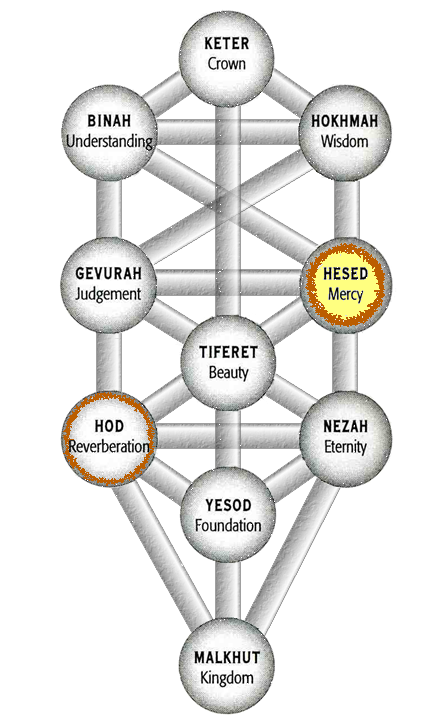 KETER
Crown
BINAH
Understanding
HOKHMAH
Wisdom
GEVURAH
Judgement
HESED
Mercy
TIFERET
Beauty
HOD
Reverberation
NEZAH
Eternity
YESOD
Foundation
MALKHUT
Kingdom